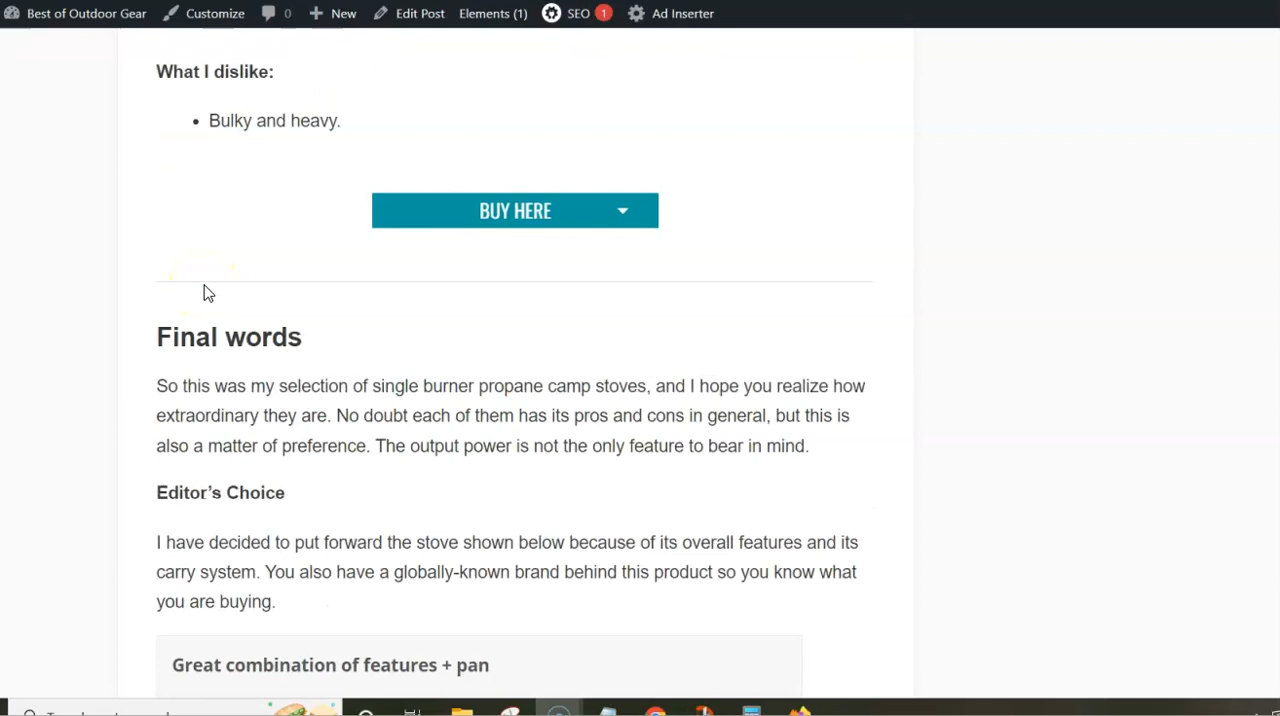 Best of Outdoor Gear Customize 0 New Edit Post Elements (1) SEO 1 Ad Inserter
What I dislike:
• Bulky and heavy.
BUY HERE
Final words
So this was my selection of single burner propane camp stoves, and I hope you realize how
extraordinary they are. No doubt each of them has its pros and cons in general, but this is
also a matter of preference. The output power is not the only feature to bear in mind.
Editor’s Choice
I have decided to put forward the stove shown below because of its overall features and its
carry system. You also have a globally-known brand behind this product so you know what
you are buying.
Great combination of features + pan